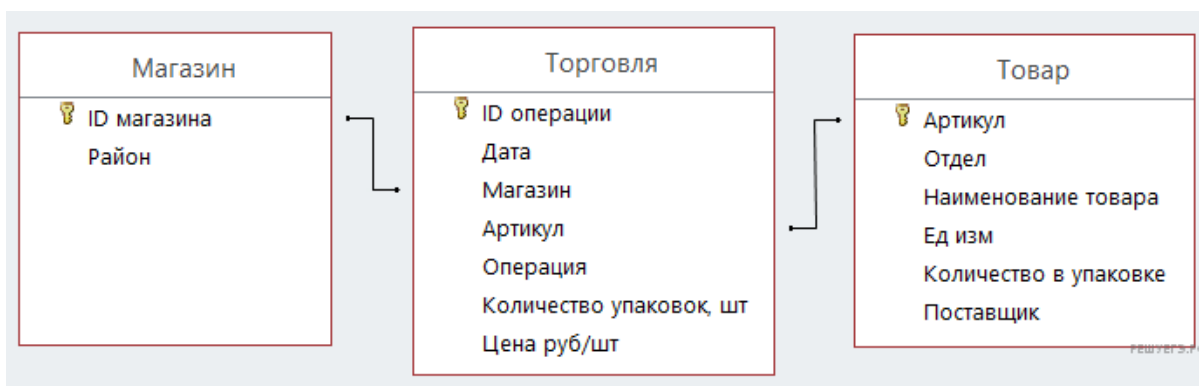 Магазин
ID магазина
Район
Торговля
ID операции
Дата
Магазин
Артикул
Операция
Количество упаковок, шт
Цена руб/шт
Товар
Артикул
Отдел
Наименование товара
Ед изм
Количество в упаковке
Поставщик